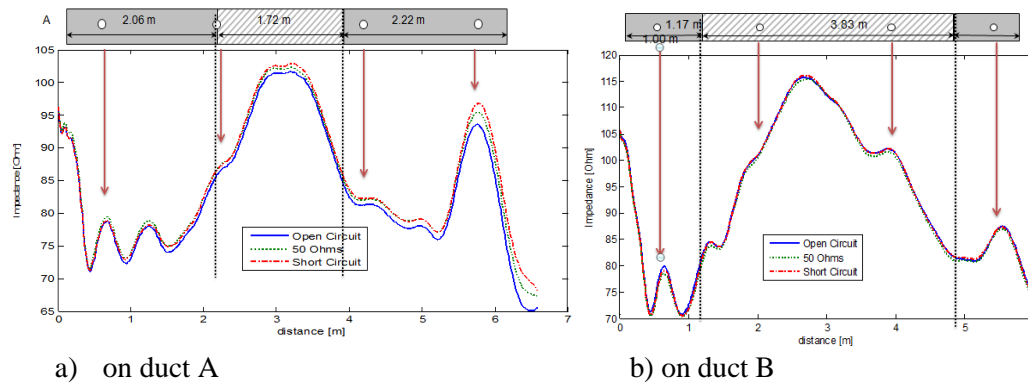 A
2.06 m
1.72 m
2.22 m
105
100
95
90
85
80
75
70
65
Impedance [Ohm]
Open Circuit
50 Ohms
Short Circuit
0
1
2
3
4
5
6
7
distance [m]
a) on duct A
B
1.17 m
3.83 m
1.00 m
120
115
110
105
100
95
90
85
80
75
70
Impedance [Ohm]
Open Circuit
50 Ohms
Short Circuit
0
1
2
3
4
5
distance [m]
b) on duct B